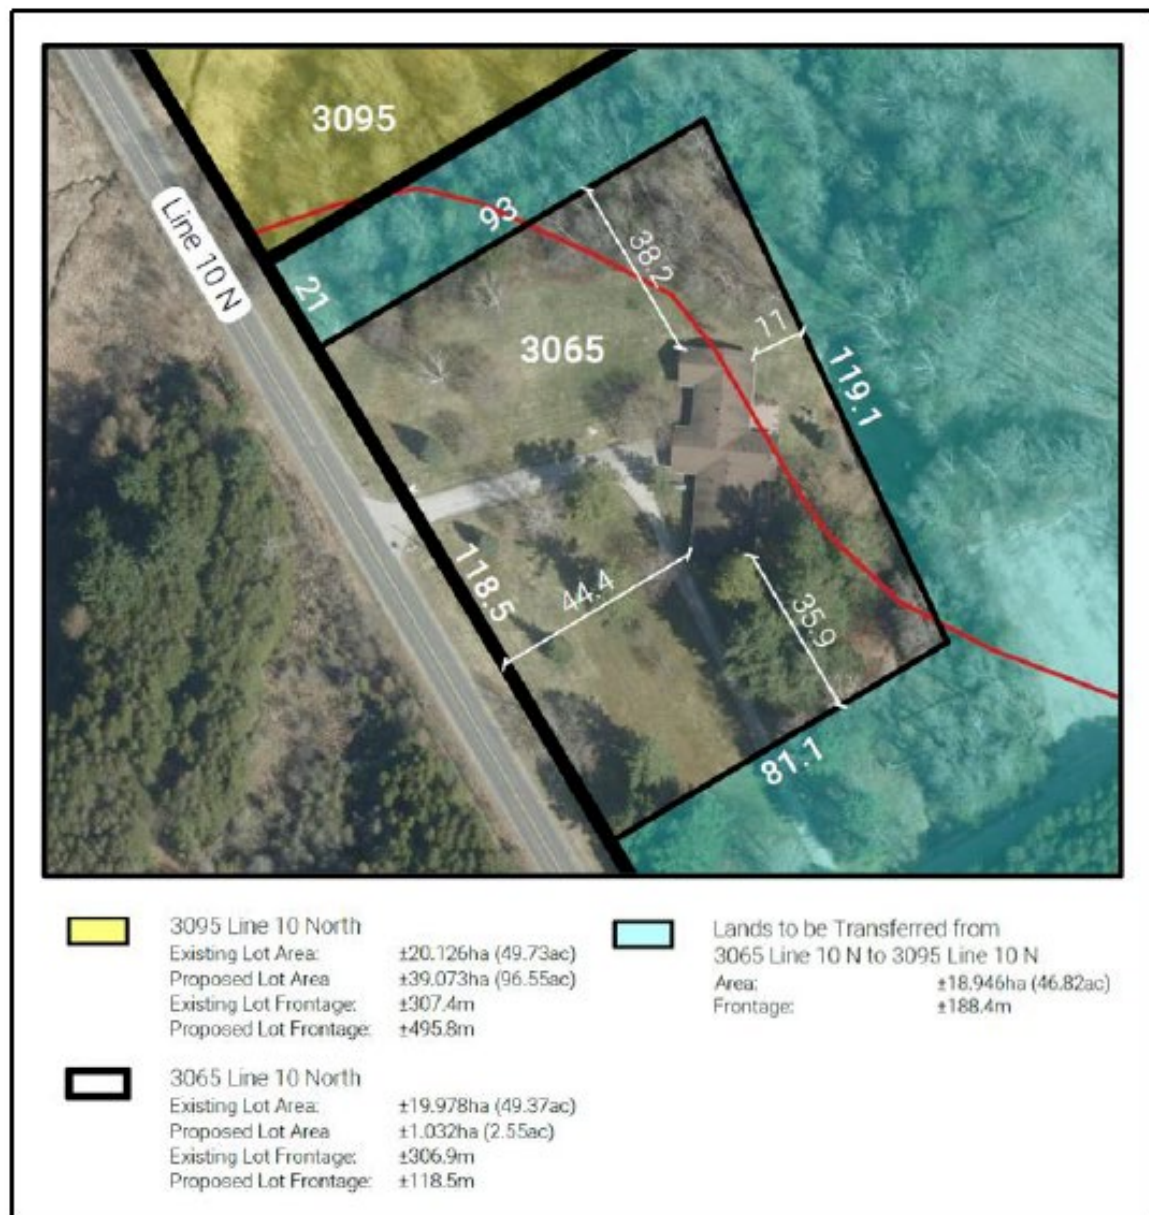 3095
Line 10 N
93
21
38.2
3065
11
119.1
118.5
44.4
35.9
81.1
3095 Line 10 North
Existing Lot Area: ±20.126ha (49.73ac)
Proposed Lot Area ±39.073ha (96.55ac)
Existing Lot Frontage: ±307.4m
Proposed Lot Frontage: ±495.8m
3065 Line 10 North
Existing Lot Area: ±19.978ha (49.37ac)
Proposed Lot Area ±1.032ha (2.55ac)
Existing Lot Frontage: ±306.9m
Proposed Lot Frontage: ±118.5m
Lands to be Transferred from
3065 Line 10 N to 3095 Line 10 N
Area: ±18.946ha (46.82ac)
Frontage: ±188.4m